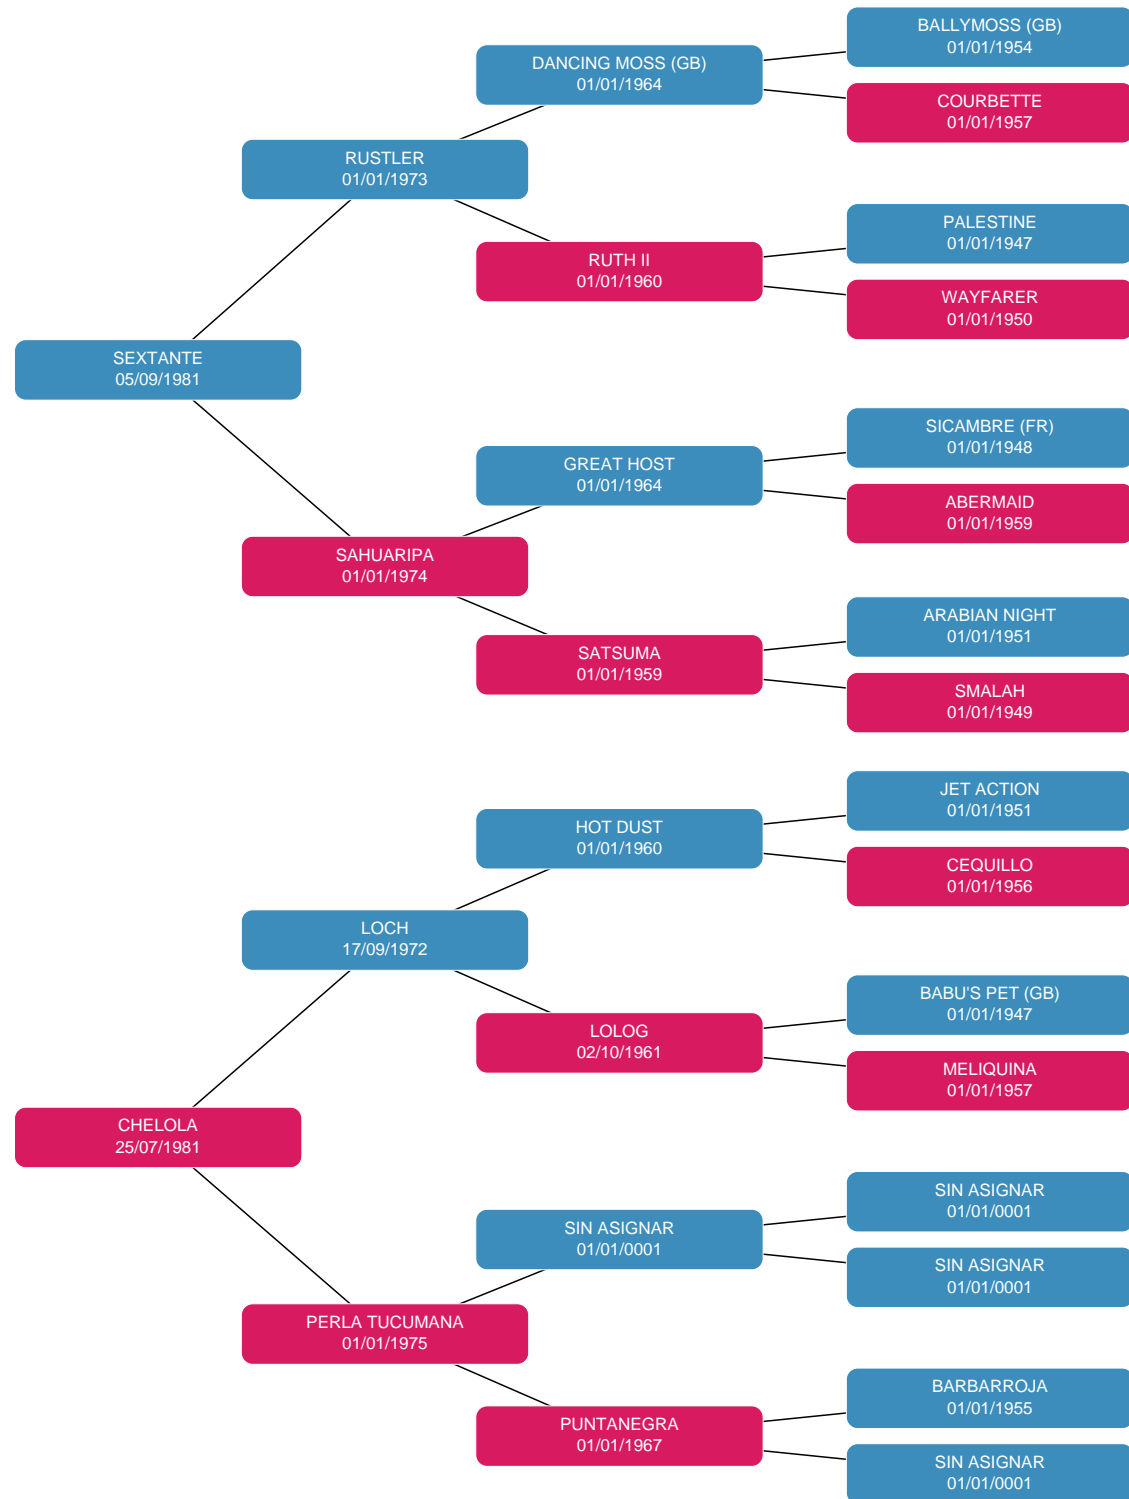 BALLYMOSS (GB)
01/01/1954
DANCING MOSS (GB)
01/01/1964
COURBETTE
01/01/1957
RUSTLER
01/01/1973
PALESTINE
01/01/1947
RUTH II
01/01/1960
WAYFARER
01/01/1950
SEXTANTE
05/09/1981
SICAMBRE (FR)
01/01/1948
GREAT HOST
01/01/1964
ABERMAID
01/01/1959
SAHUARIPA
01/01/1974
ARABIAN NIGHT
01/01/1951
SATSUMA
01/01/1959
SMALAH
01/01/1949
JET ACTION
01/01/1951
HOT DUST
01/01/1960
CEQUILLO
01/01/1956
LOCH
17/09/1972
BABU'S PET (GB)
01/01/1947
LOLOG
02/10/1961
MELIQUINA
01/01/1957
CHELOLA
25/07/1981
SIN ASIGNAR
01/01/0001
SIN ASIGNAR
01/01/0001
SIN ASIGNAR
01/01/0001
PERLA TUCUMANA
01/01/1975
BARBARROJA
01/01/1955
PUNTANEGRA
01/01/1967
SIN ASIGNAR
01/01/0001